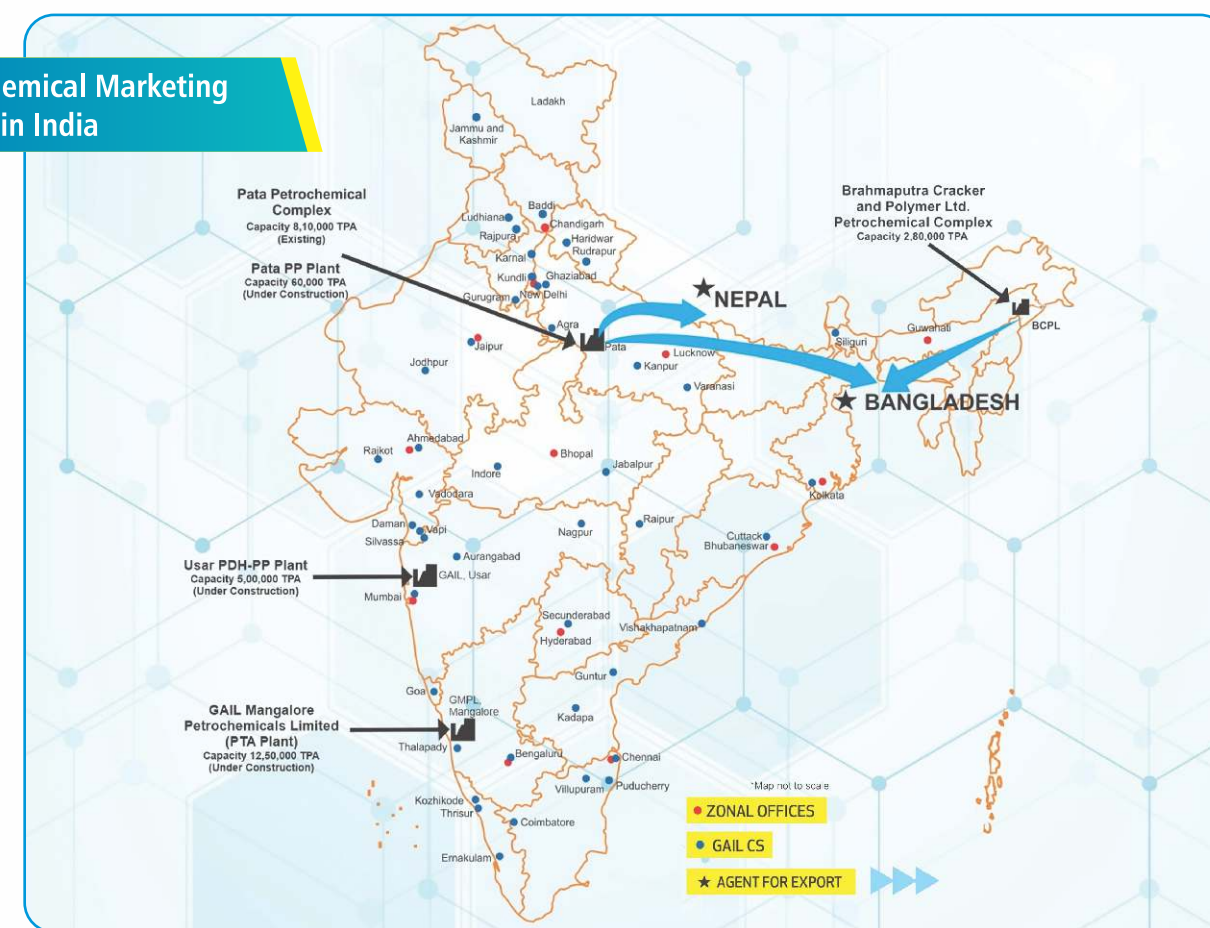 emical Marketing
in India
Ladakh
Jammu and
Kashmir
Pata Petrochemical
Complex
Capacity 8,10,000 TPA
(Existing)
Pata PP Plant
Capacity 60,000 TPA
(Under Construction)
Brahmaputra Cracker
and Polymer Ltd.
Petrochemical Complex
Capacity 2,80,000 TPA
Baddi
Ludhiana
Chandigarh
Rajpura
Haridwar
Rudrapur
Karnal
Kundli
Ghaziabad
New Delhi
Gurugram
★ NEPAL
Agra
Pata
Jaipur
Lucknow
Jodhpur
Kanpur
Varanasi
Siliguri
Guwahati
BCPL
★ BANGLADESH
Ahmedabad
Rajkot
Bhopal
Indore
Jabalpur
Vadodara
Kolkata
Daman
Vapi
Silvassa
Nagpur
Raipur
Cuttack
Bhubaneswar
Aurangabad
Usar PDH-PP Plant
Capacity 5,00,000 TPA
(Under Construction)
GAIL, Usar
Mumbai
Secunderabad
Hyderabad
Vishakhapatnam
Guntur
Goa
GMPL,
Mangalore
Kadapa
GAIL Mangalore
Petrochemicals Limited
(PTA Plant)
Capacity 12,50,000 TPA
(Under Construction)
Thalapady
Bengaluru
Chennai
Villupuram
Puducherry
Kozhikode
Thrisur
Coimbatore
Ernakulam
*Map not to scale
● ZONAL OFFICES
● GAIL CS
★ AGENT FOR EXPORT